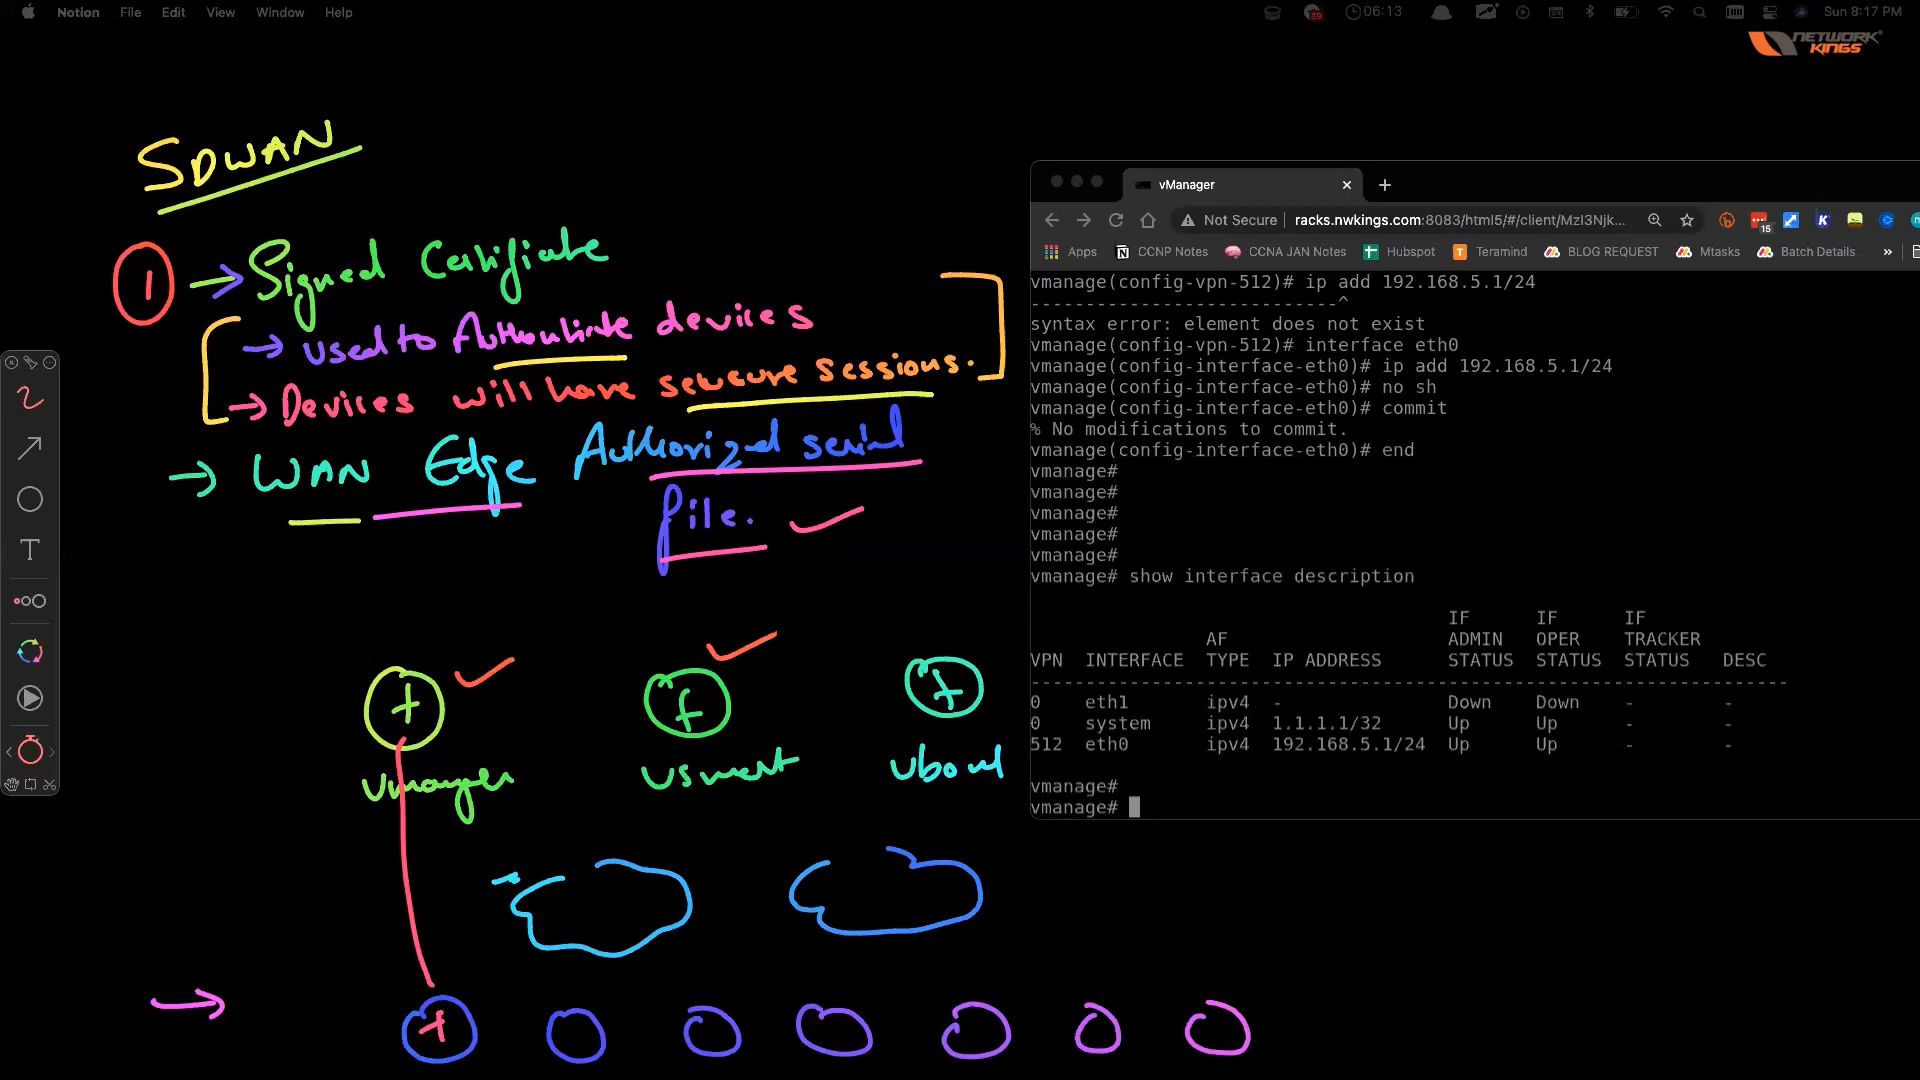 Notion File Edit View Window Help
39 06:13 Sun 8:17 PM
NETWORK
KINGS
SDWAN
1 → Signed Certificate
→ Used to Authenticate devices
→ Devices will have seucure sessions.
→ WAN Edge Authorized serial
file.
vmanager
vsmart
vbond
T
vManager
Not Secure | racks.nwkings.com:8083/html5/#/client/MzI3Njk...
15
Apps CCNP Notes CCNA JAN Notes Hubspot Teramind BLOG REQUEST Mtasks Batch Details »
vmanage(config-vpn-512)# ip add 192.168.5.1/24
----------------------------^
syntax error: element does not exist
vmanage(config-vpn-512)# interface eth0
vmanage(config-interface-eth0)# ip add 192.168.5.1/24
vmanage(config-interface-eth0)# no sh
vmanage(config-interface-eth0)# commit
% No modifications to commit.
vmanage(config-interface-eth0)# end
vmanage#
vmanage#
vmanage#
vmanage#
vmanage#
vmanage# show interface description
IF IF IF
AF ADMIN OPER TRACKER
VPN INTERFACE TYPE IP ADDRESS STATUS STATUS STATUS DESC
---------------------------------------------------------------------
0 eth1 ipv4 - Down Down - -
0 system ipv4 1.1.1.1/32 Up Up - -
512 eth0 ipv4 192.168.5.1/24 Up Up - -
vmanage#
vmanage#